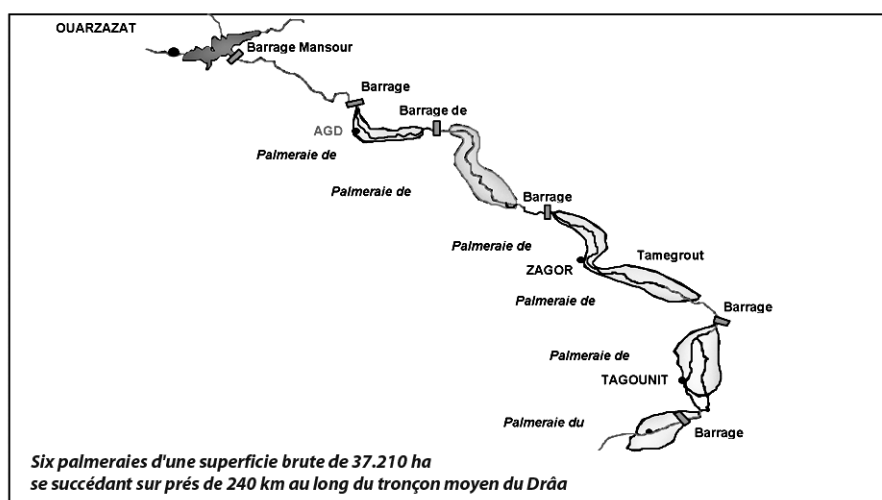 OUARZAZAT
Barrage Mansour
Barrage
Barrage de
AGD
Palmeraie de
Palmeraie de
Barrage
Palmeraie de
Tamegrout
ZAGOR
Palmeraie de
Barrage
Palmeraie de
TAGOUNIT
Palmeraie du
Barrage
Six palmeraies d'une superficie brute de 37.210 ha
se succédant sur prés de 240 km au long du tronçon moyen du Drâa